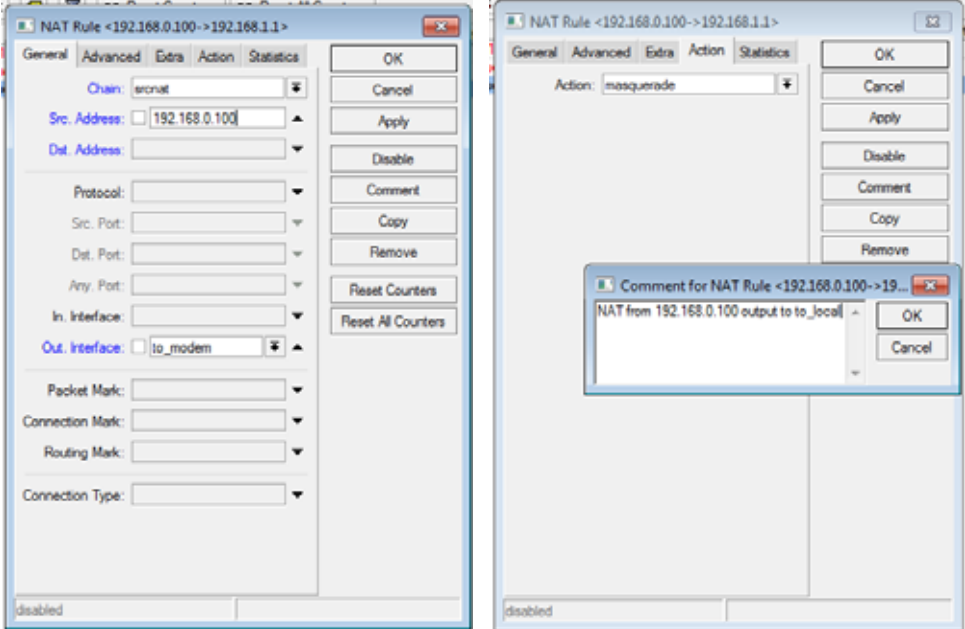 NAT Rule <192.168.0.100->192.168.1.1>
General Advanced Extra Action Statistics
Chain: srcnat
Src. Address: 192.168.0.100
Dst. Address:
Protocol:
Src. Port:
Dst. Port:
Any. Port:
In. Interface:
Out. Interface: to_modem
Packet Mark:
Connection Mark:
Routing Mark:
Connection Type:
OK
Cancel
Apply
Disable
Comment
Copy
Remove
Reset Counters
Reset All Counters
disabled
NAT Rule <192.168.0.100->192.168.1.1>
General Advanced Extra Action Statistics
Action: masquerade
OK
Cancel
Apply
Disable
Comment
Copy
Remove
Comment for NAT Rule <192.168.0.100->19...
NAT from 192.168.0.100 output to to_local
OK
Cancel
disabled